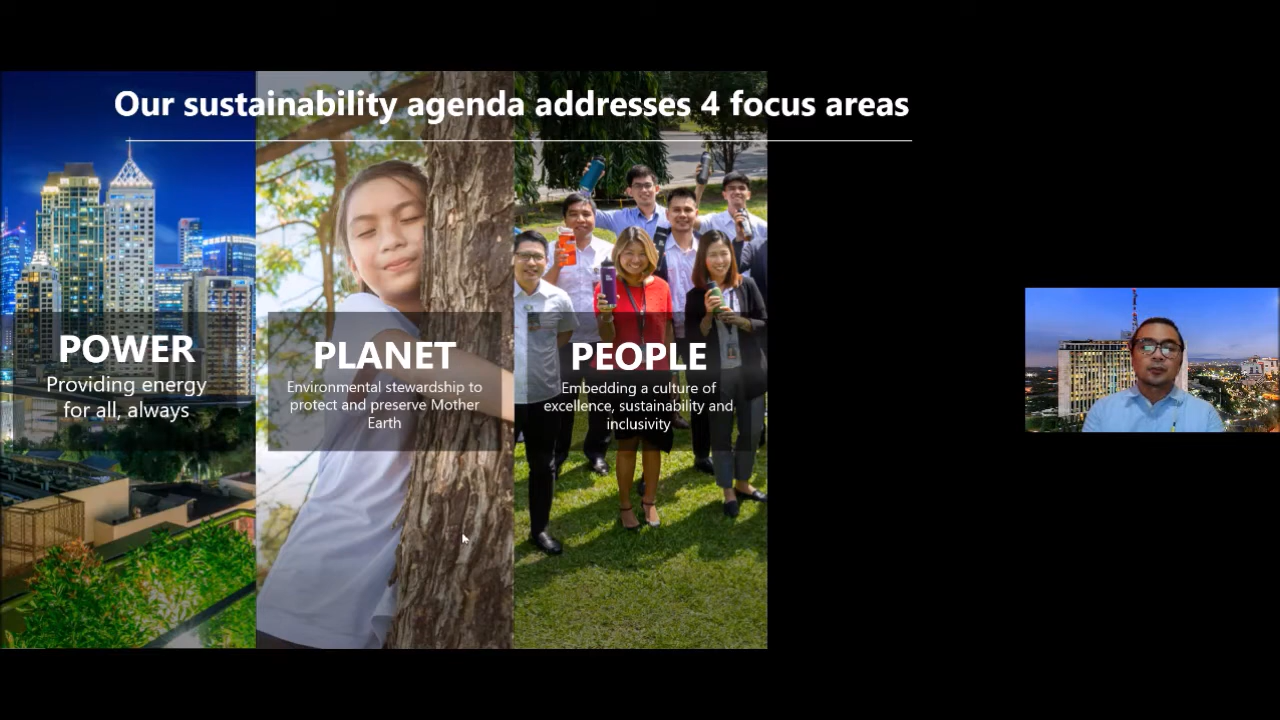 Our sustainability agenda addresses 4 focus areas
POWER
Providing energy
for all, always
PLANET
Environmental stewardship to
protect and preserve Mother
Earth
PEOPLE
Embedding a culture of
excellence, sustainability and
inclusivity